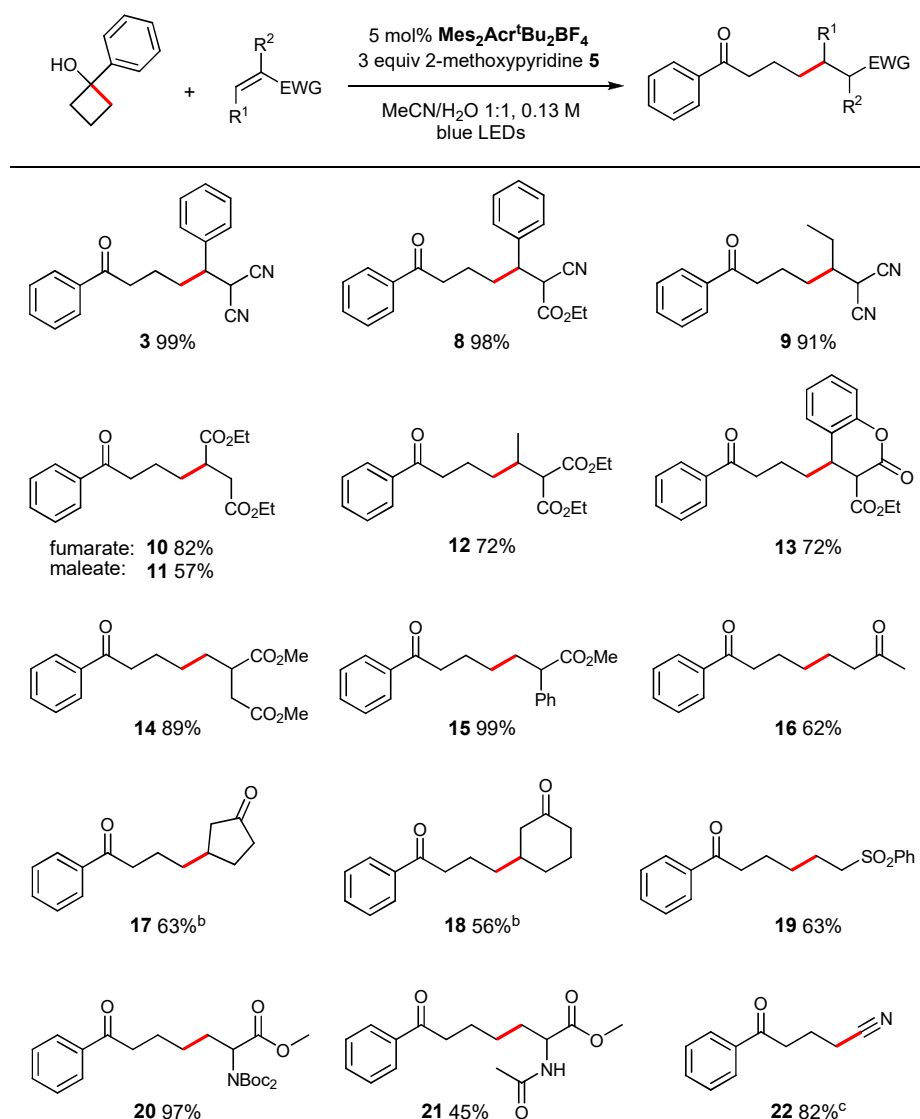 HO
+
R²
R¹
EWG
5 mol% Mes₂AcrᵗBu₂BF₄
3 equiv 2-methoxypyridine 5
MeCN/H₂O 1:1, 0.13 M
blue LEDs
O
R¹
EWG
R²
O
CN
CN
3 99%
O
CN
CO₂Et
8 98%
O
CN
CN
9 91%
O
CO₂Et
CO₂Et
fumarate: 10 82%
maleate: 11 57%
O
CO₂Et
CO₂Et
12 72%
O
O
O
CO₂Et
13 72%
O
CO₂Me
CO₂Me
14 89%
O
CO₂Me
Ph
15 99%
O
O
16 62%
O
O
17 63%ᵇ
O
O
18 56%ᵇ
O
SO₂Ph
19 63%
O
O
O
NBoc₂
20 97%
O
O
O
N
H
O
21 45%
O
N
22 82%ᶜ